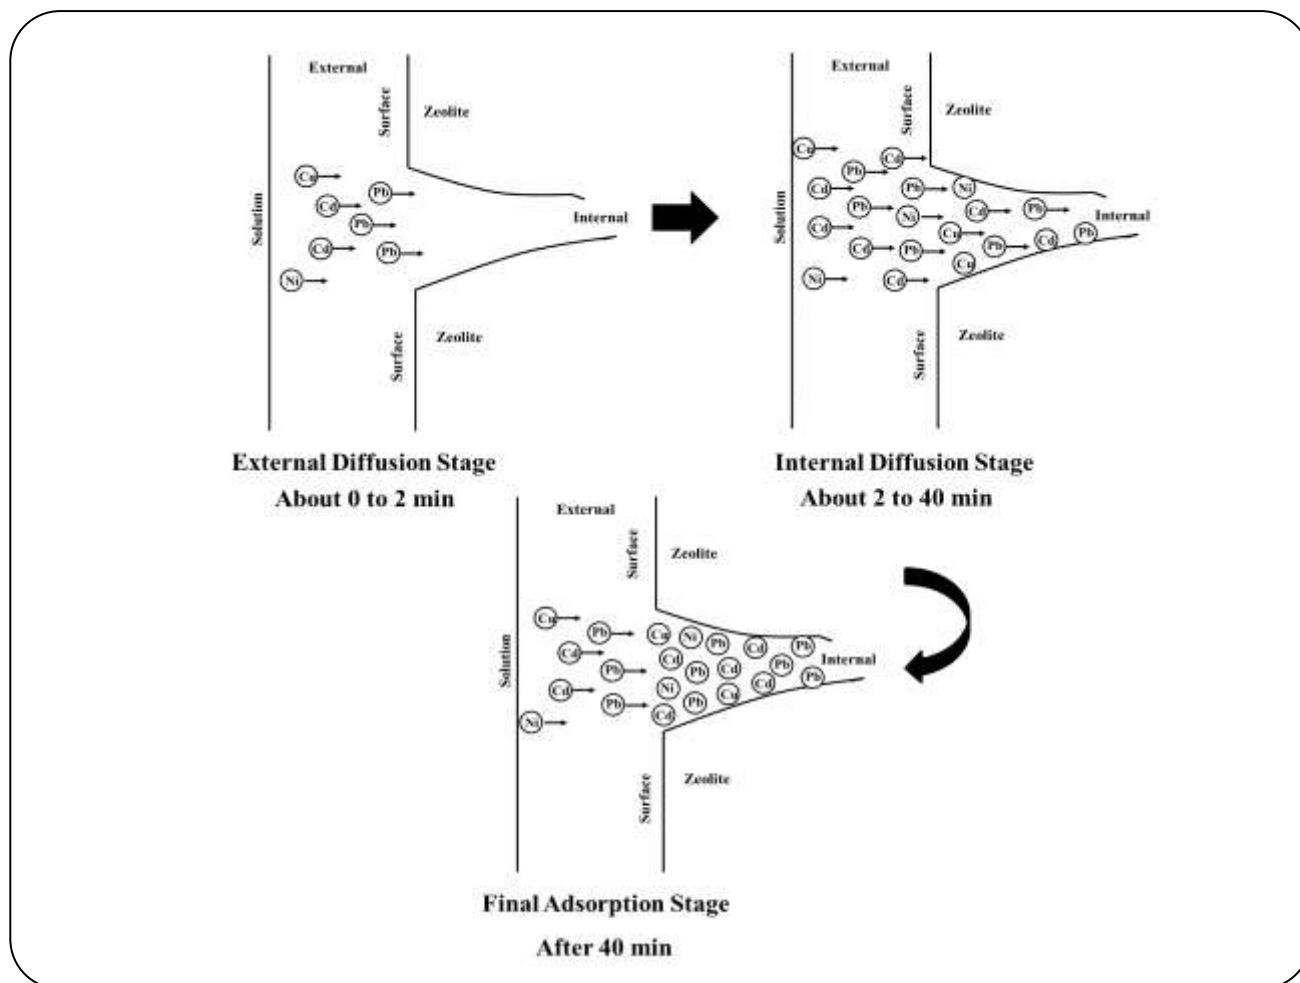 External
Surface
Zeolite
Cu
Pb
Cd
Pb
Solution
Internal
Cd
Pb
Ni
Surface
Zeolite
External Diffusion Stage
About 0 to 2 min
External
Surface
Zeolite
Cu
Cd
Pb
Cd
Pb
Ni
Pb
Ni
Cd
Pb
Solution
Internal
Cd
Cu
Pb
Cd
Pb
Cd
Pb
Cu
Ni
Cd
Surface
Zeolite
Internal Diffusion Stage
About 2 to 40 min
External
Surface
Zeolite
Cu
Pb
Cu
Ni
Pb
Cd
Pb
Solution
Cd
Cd
Internal
Pb
Pb
Cd
Pb
Cd
Ni
Cd
Pb
Pb
Pb
Cu
Cd
Ni
Cd
Surface
Zeolite
Final Adsorption Stage
After 40 min